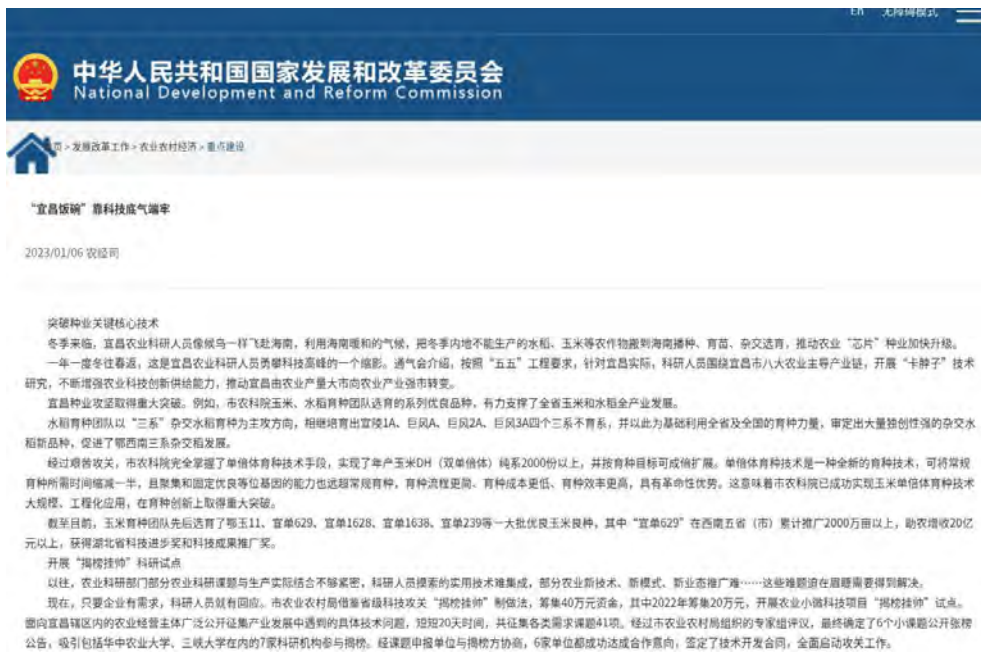 En 无障碍模式
中华人民共和国国家发展和改革委员会
National Development and Reform Commission
页 > 发展改革工作 > 农业农村经济 > 重点建设
“宜昌饭碗”靠科技底气端牢
2023/01/06 农经司
突破种业关键核心技术
冬季来临，宜昌农业科研人员像候鸟一样飞赴海南，利用海南暖和的气候，把冬季内地不能生产的水稻、玉米等农作物搬到海南播种、育苗、杂交选育，推动农业“芯片”种业加快升级。
一年一度冬往春返，这是宜昌农业科研人员勇攀科技高峰的一个缩影。通气会介绍，按照“五五”工程要求，针对宜昌实际，科研人员围绕宜昌市八大农业主导产业链，开展“卡脖子”技术
研究，不断增强农业科技创新供给能力，推动宜昌由农业产量大市向农业产业强市转变。
宜昌种业攻坚取得重大突破。例如，市农科院玉米、水稻育种团队选育的系列优良品种，有力支撑了全省玉米和水稻全产业发展。
水稻育种团队以“三系”杂交水稻育种为主攻方向，相继培育出宜陵1A、巨风A、巨风2A、巨风3A四个三系不育系，并以此为基础利用全省及全国的育种力量，审定出大量独创性强的杂交水
稻新品种，促进了鄂西南三系杂交稻发展。
经过艰苦攻关，市农科院完全掌握了单倍体育种技术手段，实现了年产玉米DH（双单倍体）纯系2000份以上，并按育种目标可成倍扩展。单倍体育种技术是一种全新的育种技术，可将常规
育种所需时间缩减一半，且聚集和固定优良等位基因的能力也远超常规育种，育种流程更简、育种成本更低、育种效率更高，具有革命性优势。这意味着市农科院已成功实现玉米单倍体育种技术
大规模、工程化应用，在育种创新上取得重大突破。
截至目前，玉米育种团队先后选育了鄂玉11、宜单629、宜单1628、宜单1638、宜单239等一大批优良玉米良种，其中“宜单629”在西南五省（市）累计推广2000万亩以上，助农增收20亿
元以上，获得湖北省科技进步奖和科技成果推广奖。
开展“揭榜挂帅”科研试点
以往，农业科研部门部分农业科研课题与生产实际结合不够紧密，科研人员摸索的实用技术难集成，部分农业新技术、新模式、新业态推广难……这些难题迫在眉睫需要得到解决。
现在，只要企业有需求，科研人员就有回应。市农业农村局借鉴省级科技攻关“揭榜挂帅”制做法，筹集40万元资金，其中2022年筹集20万元，开展农业小微科技项目“揭榜挂帅”试点。
面向宜昌辖区内的农业经营主体广泛公开征集产业发展中遇到的具体技术问题，短短20天时间，共征集各类需求课题41项。经过市农业农村局组织的专家组评议，最终确定了6个小课题公开张榜
公告，吸引包括华中农业大学、三峡大学在内的7家科研机构参与揭榜。经课题申报单位与揭榜方协商，6家单位都成功达成合作意向，签定了技术开发合同，全面启动攻关工作。